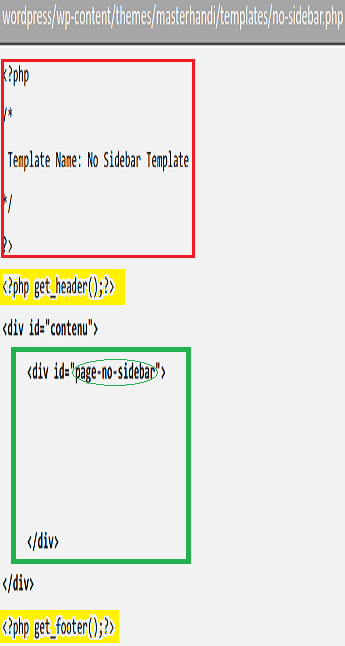 wordpress/wp-content/themes/masterhandi/templates/no-sidebar.php
<?php
/*
Template Name: No Sidebar Template
*/
?>
<?php get_header();?>
<div id="contenu">
<div id="page-no-sidebar">
</div>
</div>
<?php get_footer();?>